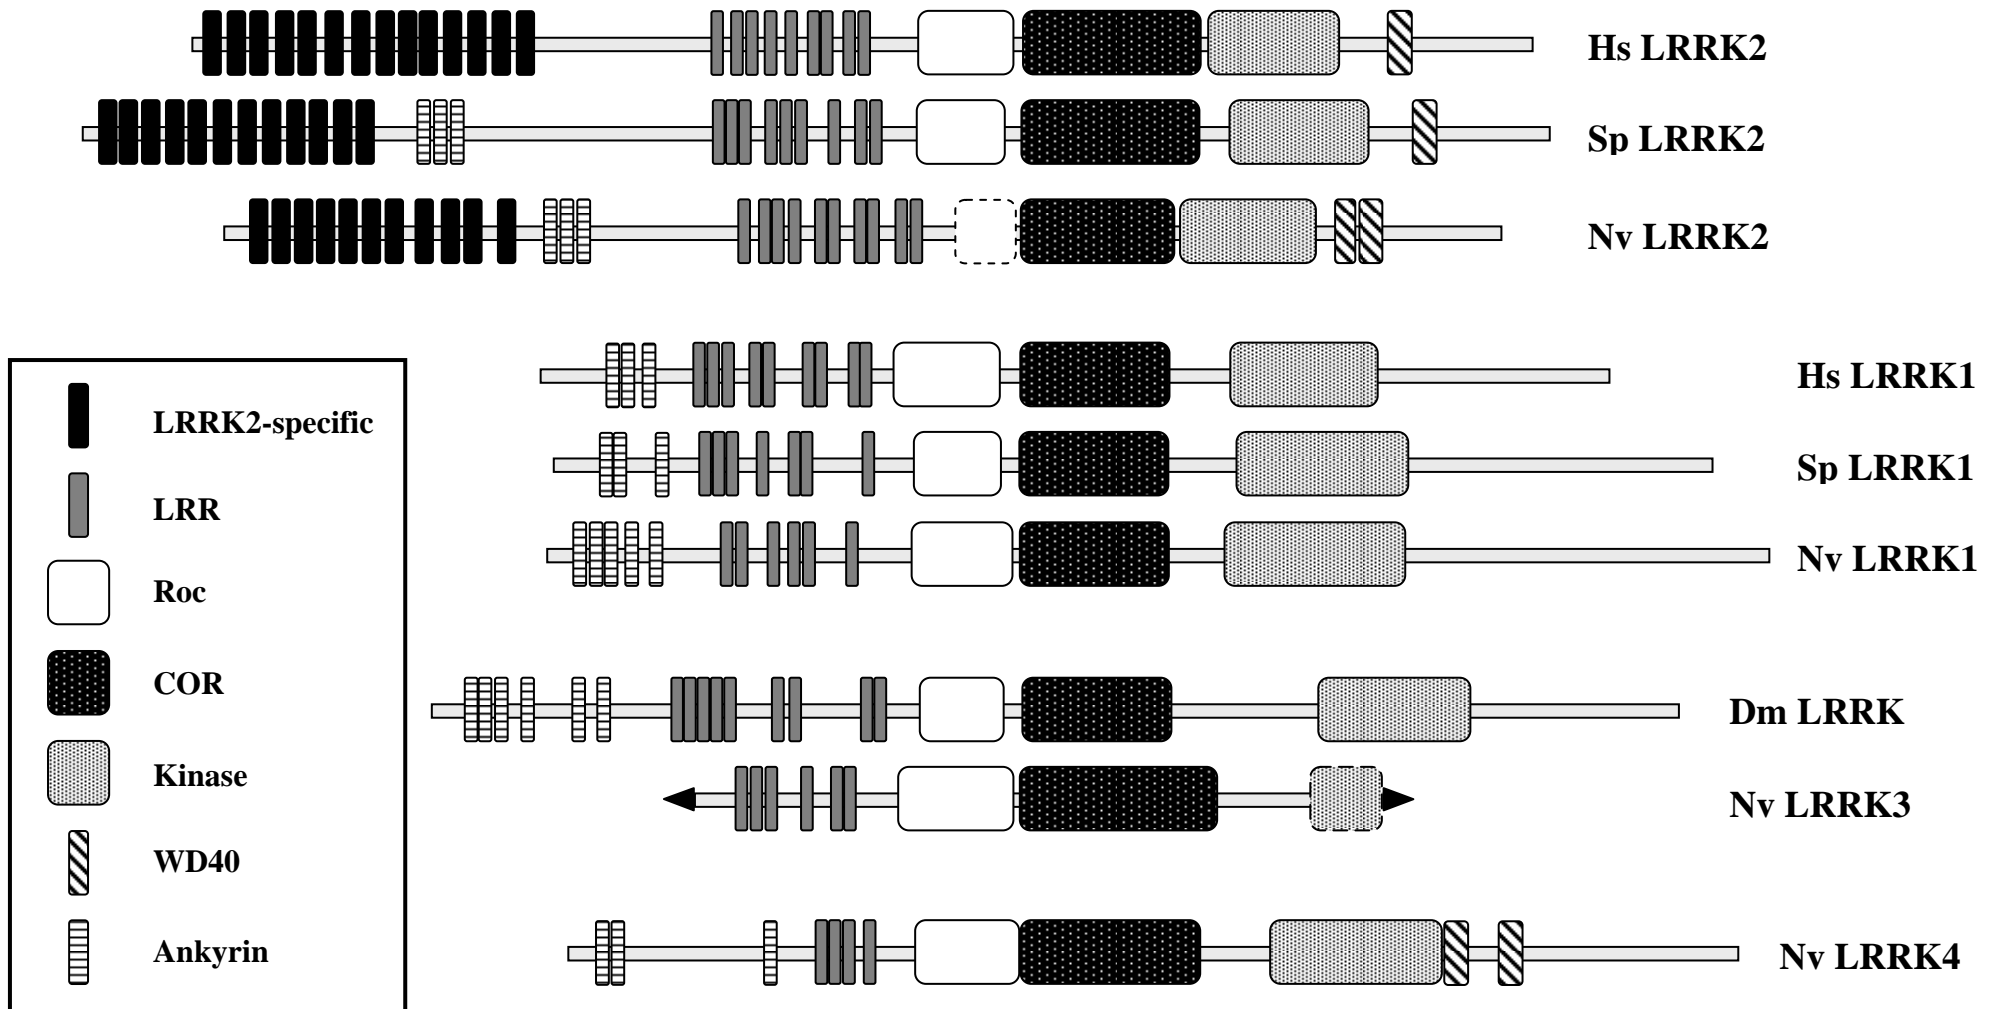 Hs LRRK2
Sp LRRK2
Nv LRRK2
Hs LRRK1
Sp LRRK1
Nv LRRK1
Dm LRRK
Nv LRRK3
Nv LRRK4
LRRK2-specific
LRR
Roc
COR
Kinase
WD40
Ankyrin